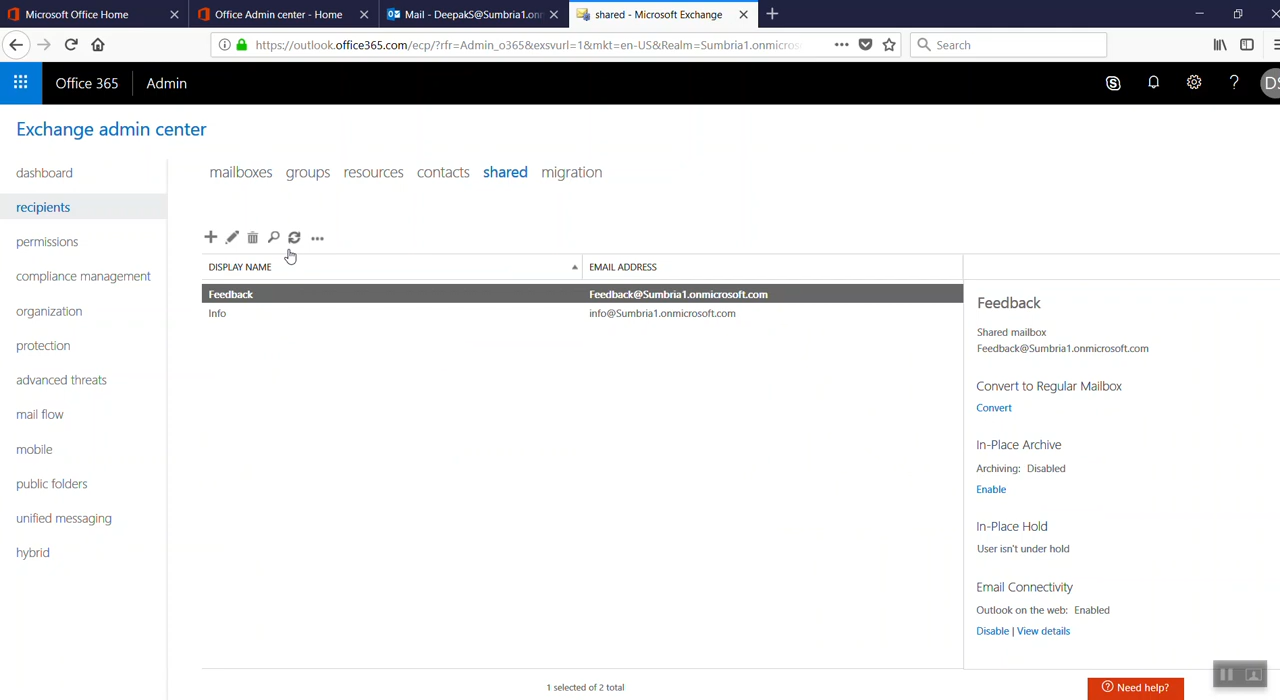 Microsoft Office Home
Office Admin center - Home
Mail - DeepakS@Sumbria1.onm
shared - Microsoft Exchange
https://outlook.office365.com/ecp/?rfr=Admin_o365&exsvurl=1&mkt=en-US&Realm=Sumbria1.onmicros
Search
Office 365
Admin
DS
Exchange admin center
dashboard
recipients
permissions
compliance management
organization
protection
advanced threats
mail flow
mobile
public folders
unified messaging
hybrid
mailboxes groups resources contacts shared migration
DISPLAY NAME EMAIL ADDRESS
Feedback Feedback@Sumbria1.onmicrosoft.com
Info info@Sumbria1.onmicrosoft.com
Feedback
Shared mailbox
Feedback@Sumbria1.onmicrosoft.com
Convert to Regular Mailbox
Convert
In-Place Archive
Archiving: Disabled
Enable
In-Place Hold
User isn't under hold
Email Connectivity
Outlook on the web: Enabled
Disable | View details
1 selected of 2 total
Need help?